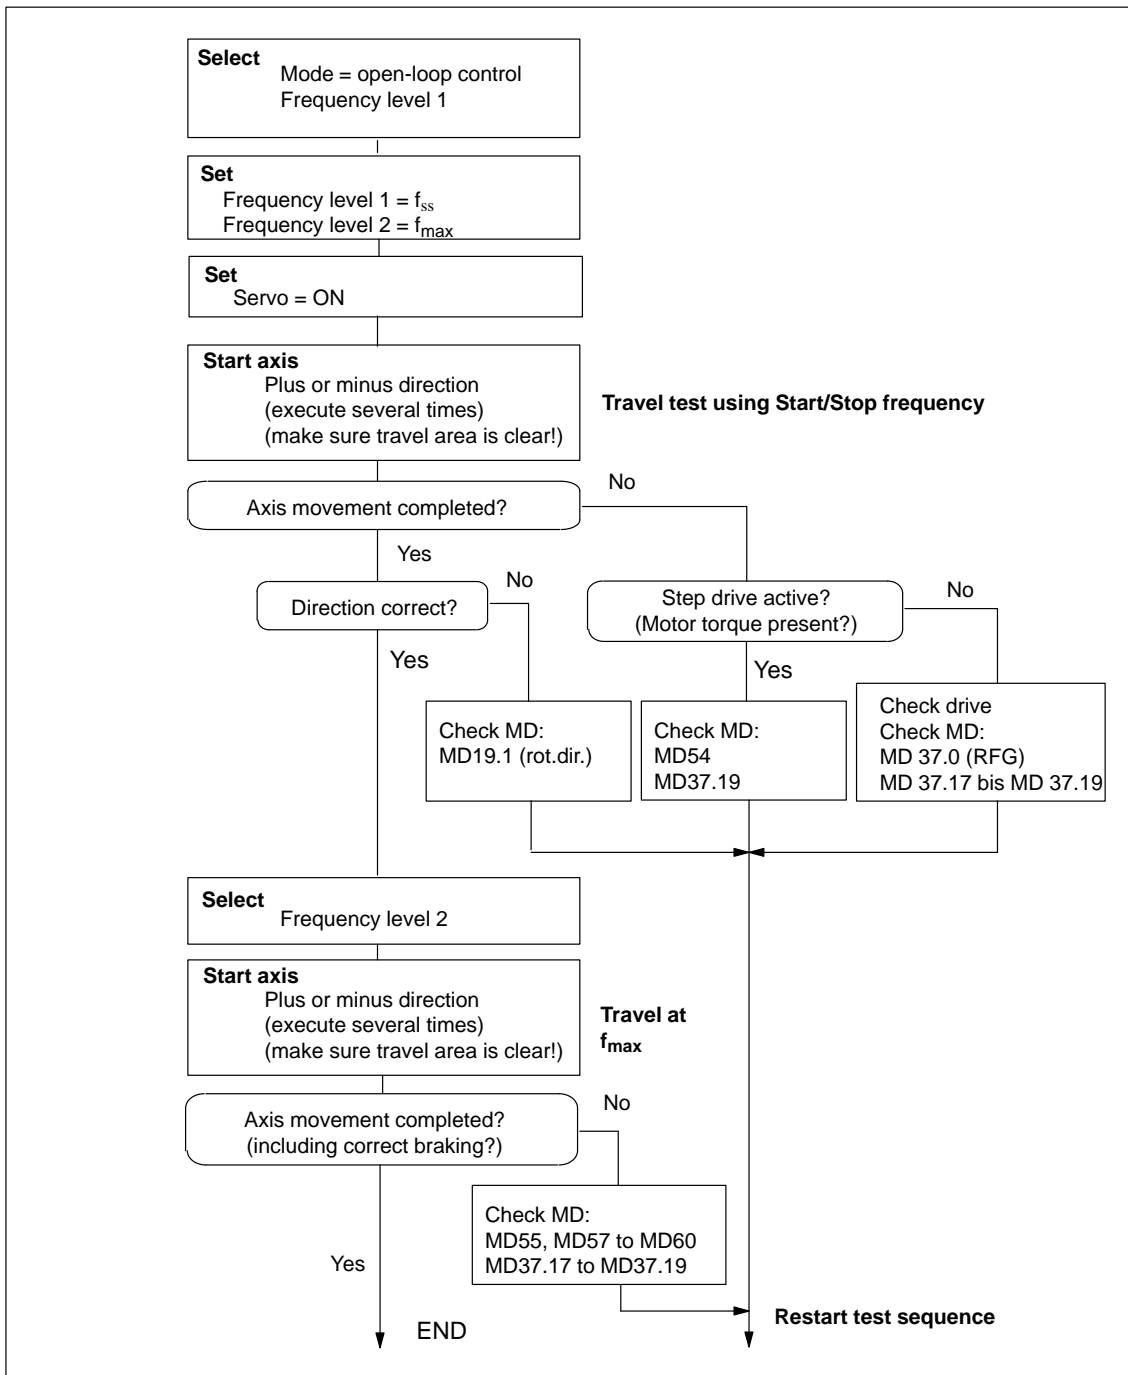 Select
Mode = open-loop control
Frequency level 1
Set
Frequency level 1 = fss
Frequency level 2 = fmax
Set
Servo = ON
Start axis
Plus or minus direction
(execute several times)
(make sure travel area is clear!)
Travel test using Start/Stop frequency
Axis movement completed?
No
Yes
Direction correct?
No
Yes
Step drive active?
(Motor torque present?)
No
Yes
Check MD:
MD19.1 (rot.dir.)
Check MD:
MD54
MD37.19
Check drive
Check MD:
MD 37.0 (RFG)
MD 37.17 bis MD 37.19
Select
Frequency level 2
Start axis
Plus or minus direction
(execute several times)
(make sure travel area is clear!)
Travel at
fmax
Axis movement completed?
(including correct braking?)
No
Check MD:
MD55, MD57 to MD60
MD37.17 to MD37.19
Yes
END
Restart test sequence